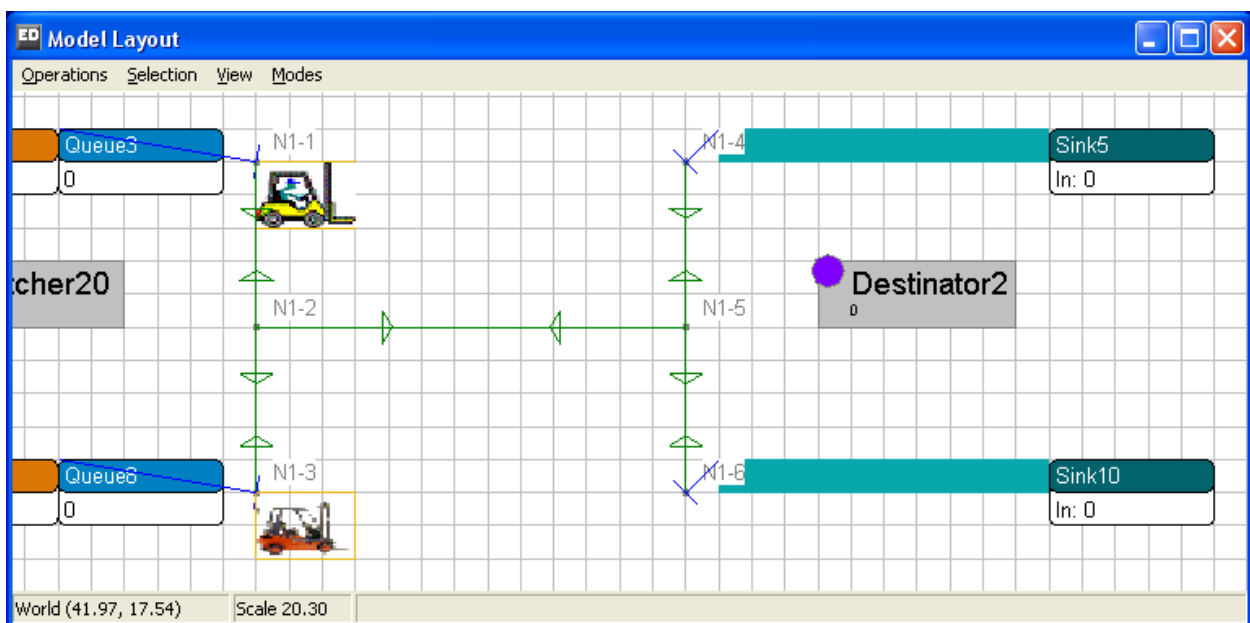 ED Model Layout
Operations Selection View Modes
Queue3 N1-1 N1-4 Sink5
0 In: 0
cher20 Destinator2
0
N1-2 N1-5
Queue8 N1-3 N1-6 Sink10
0 In: 0
World (41.97, 17.54) Scale 20.30